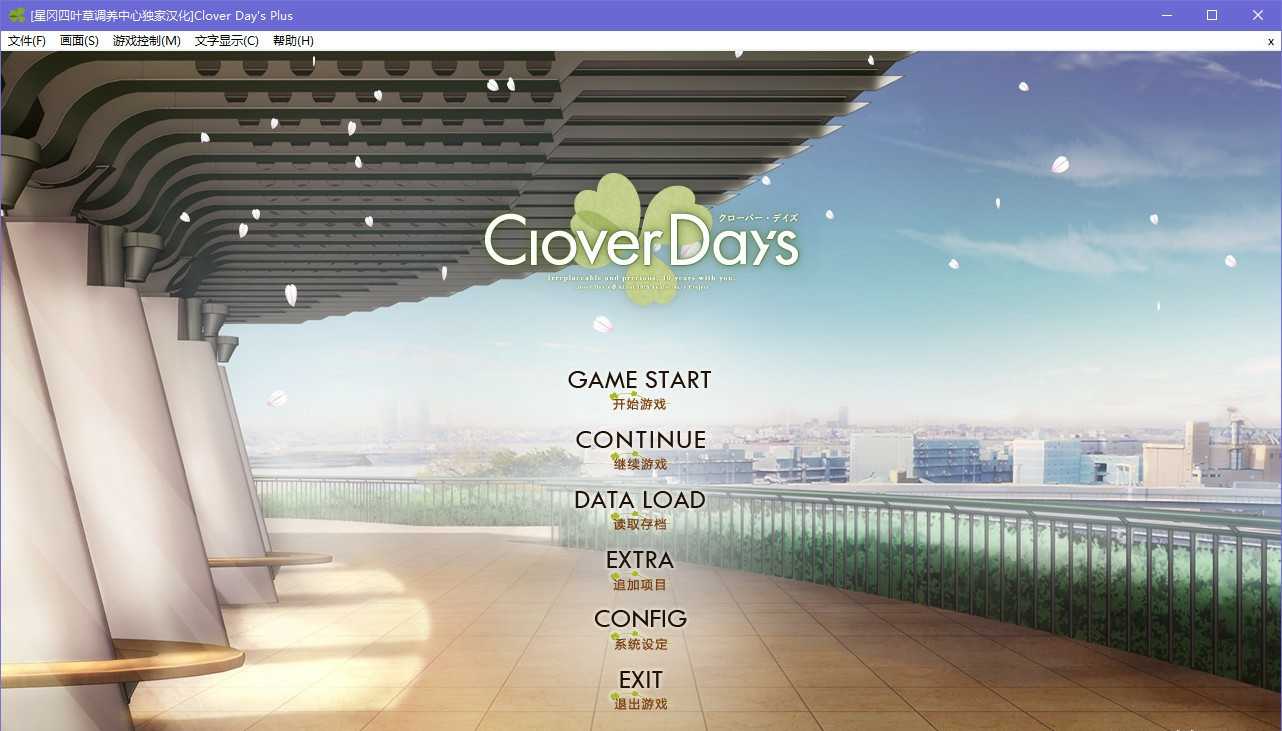 [星冈四叶草调养中心独家汉化]Clover Day's Plus
文件(F) 画面(S) 游戏控制(M) 文字显示(C) 帮助(H) x
クローバー・デイズ
Clover Day's
Irreplaceable and precious, 10 years with you.
GAME START
开始游戏
CONTINUE
继续游戏
DATA LOAD
读取存档
EXTRA
追加项目
CONFIG
系统设定
EXIT
退出游戏